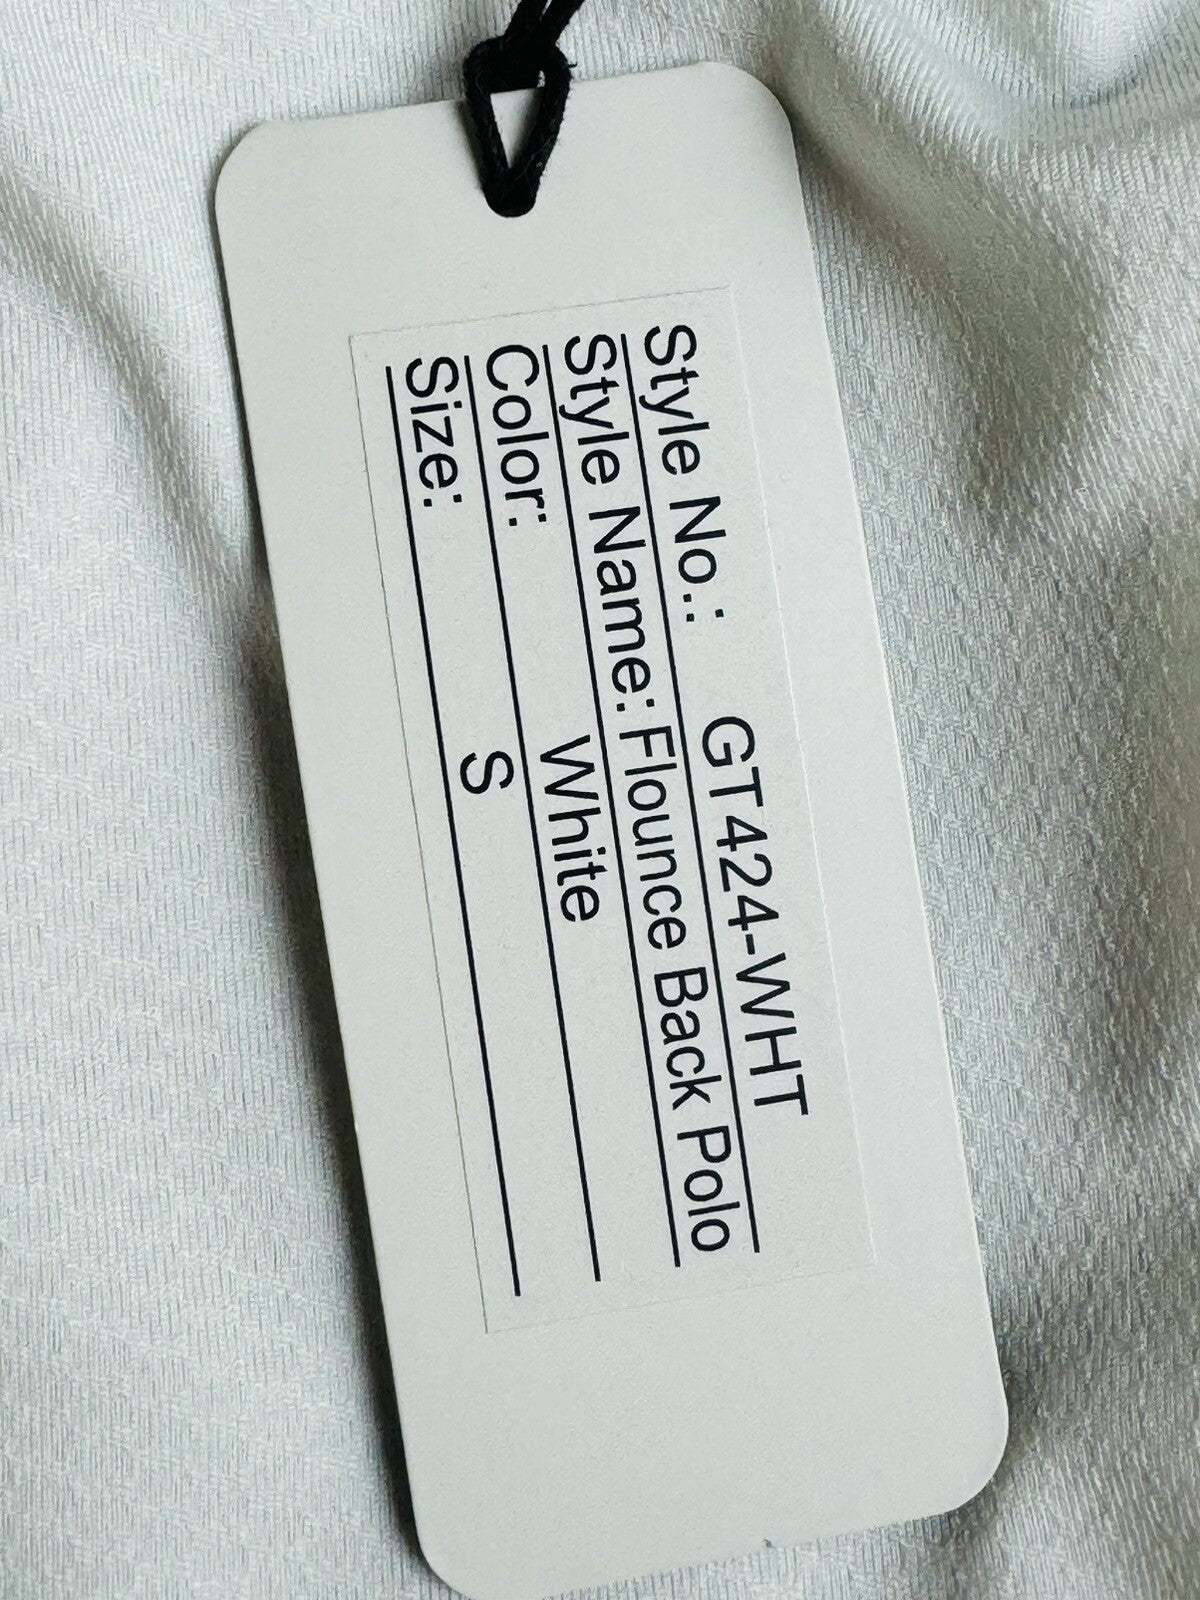 Style No.: GT424-WHT
Style Name: Flounce Back Polo
Color: White
Size: S